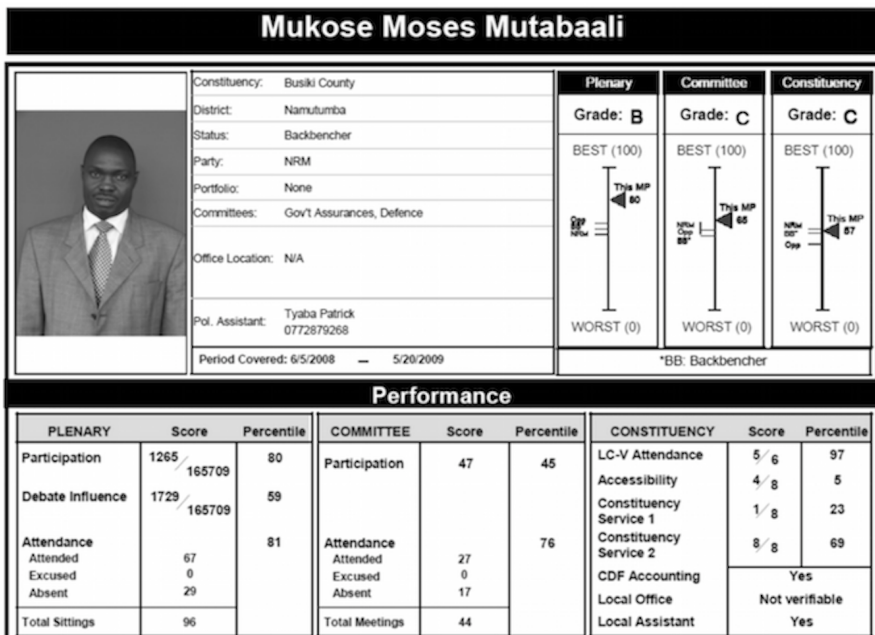 Mukose Moses Mutabaali
Constituency: Busiki County
District: Namutumba
Status: Backbencher
Party: NRM
Portfolio: None
Committees: Gov't Assurances, Defence
Office Location: N/A
Pol. Assistant: Tyaba Patrick
0772879268
Period Covered: 6/5/2008 — 5/20/2009
Plenary
Grade: B
BEST (100)
This MP
80
Opp
BB*
NRM
WORST (0)
Committee
Grade: C
BEST (100)
This MP
65
NRM
Opp
BB*
WORST (0)
Constituency
Grade: C
BEST (100)
This MP
57
NRM
BB*
Opp
WORST (0)
*BB: Backbencher
Performance
PLENARY Score Percentile
Participation 1265/165709 80
Debate Influence 1729/165709 59
Attendance 81
Attended 67
Excused 0
Absent 29
Total Sittings 96
COMMITTEE Score Percentile
Participation 47 45
Attendance 76
Attended 27
Excused 0
Absent 17
Total Meetings 44
CONSTITUENCY Score Percentile
LC-V Attendance 5/6 97
Accessibility 4/8 5
Constituency
Service 1 1/8 23
Constituency
Service 2 8/8 69
CDF Accounting Yes
Local Office Not verifiable
Local Assistant Yes